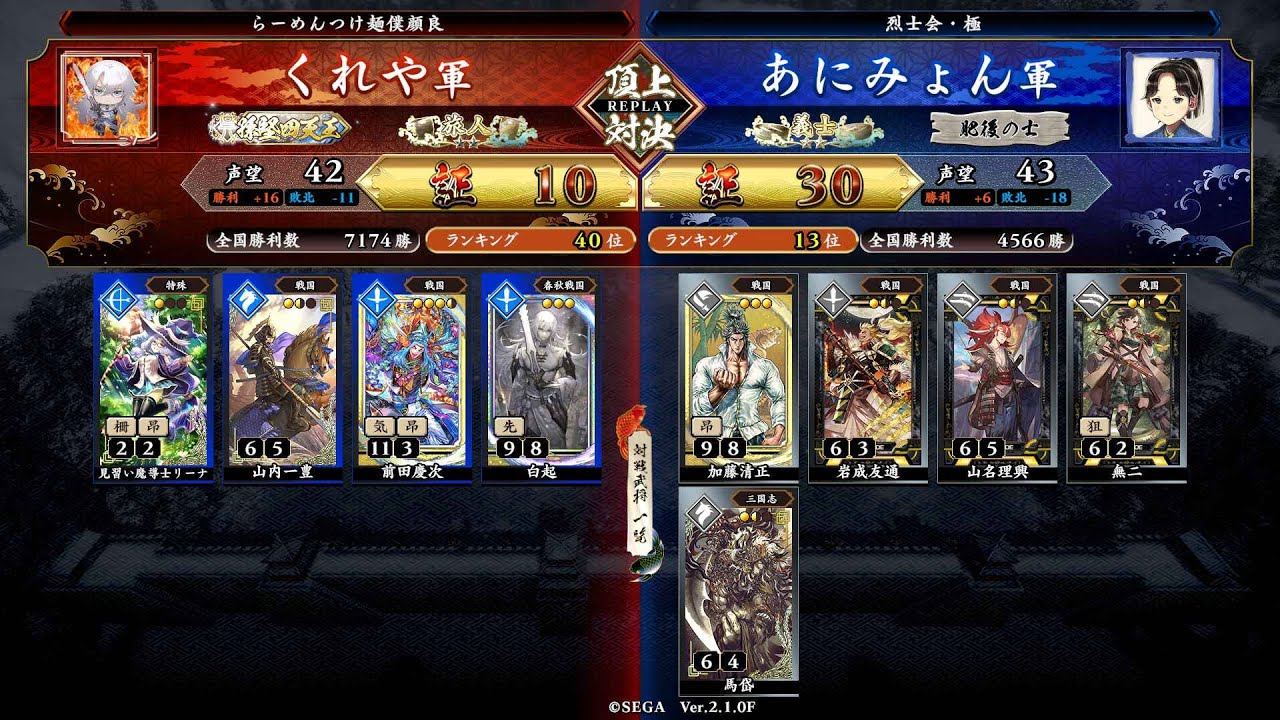 らーめんつけ麺僕顔良
烈士会・極
くれや軍
頂上
REPLAY
対決
あにみょん軍
孫堅四天王
旅人
義士
肥後の士
声望 42
勝利 +16 敗北 -11
証 10
証 30
声望 43
勝利 +6 敗北 -18
全国勝利数 7174勝
ランキング 40位
ランキング 13位
全国勝利数 4566勝
特殊
戦国
戦国
春秋戦国
戦国
戦国
戦国
戦国
柵 昴
気 昴
先
昴
狙
2 2
6 5
11 3
9 8
9 8
6 3
6 5
6 2
見習い魔導士リーナ
山内一豊
前田慶次
白起
加藤清正
岩成友通
山名理興
無二
対戦武将一覧
三国志
6 4
馬岱
©SEGA Ver.2.1.0F